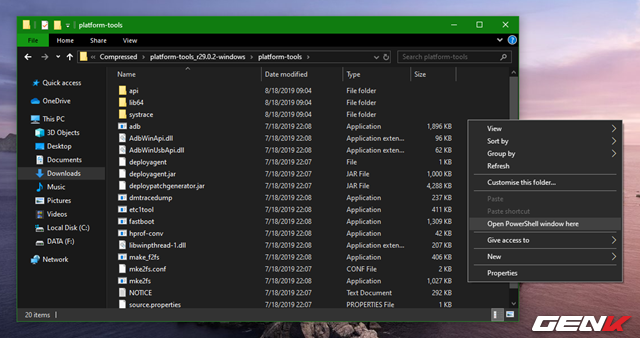 platform-tools
File Home Share View
Compressed platform-tools_r29.0.2-windows platform-tools Search platform-tools
Name Date modified Type Size
Quick access
OneDrive
This PC
3D Objects
Desktop
Documents
Downloads
Music
Pictures
Videos
Local Disk (C:)
DATA (F:)
Network
api 8/18/2019 09:04 File folder
lib64 8/18/2019 09:04 File folder
systrace 8/18/2019 09:04 File folder
adb 7/18/2019 22:08 Application 1,896 KB
AdbWinApi.dll 7/18/2019 22:08 Application exten... 96 KB
AdbWinUsbApi.dll 7/18/2019 22:08 Application exten... 62 KB
deployagent 7/18/2019 22:07 File 1 KB
deployagent.jar 7/18/2019 22:07 JAR File 1,000 KB
deploypatchgenerator.jar 7/18/2019 22:07 JAR File 4,288 KB
dmtracedump 7/18/2019 22:08 Application 237 KB
etc1tool 7/18/2019 22:08 Application 411 KB
fastboot 7/18/2019 22:08 Application 1,309 KB
hprof-conv 7/18/2019 22:08 Application 42 KB
libwinpthread-1.dll 7/18/2019 22:08 Application exten... 207 KB
make_f2fs 7/18/2019 22:08 Application 406 KB
mke2fs.conf 7/18/2019 22:07 CONF File 2 KB
mke2fs 7/18/2019 22:08 Application 1,027 KB
NOTICE 7/18/2019 22:07 Text Document 292 KB
source.properties 7/18/2019 22:08 PROPERTIES File 1 KB
20 items
View
Sort by
Group by
Refresh
Customise this folder...
Paste
Paste shortcut
Open PowerShell window here
Give access to
New
Properties
GENK